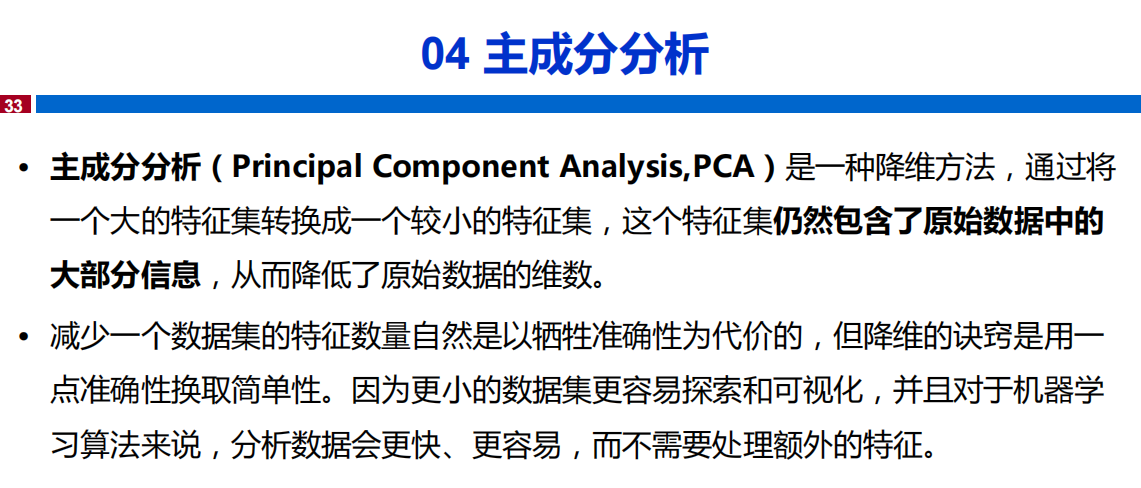 04 主成分分析
33
• 主成分分析（Principal Component Analysis,PCA）是一种降维方法，通过将
一个大的特征集转换成一个较小的特征集，这个特征集仍然包含了原始数据中的
大部分信息，从而降低了原始数据的维数。
• 减少一个数据集的特征数量自然是以牺牲准确性为代价的，但降维的诀窍是用一
点准确性换取简单性。因为更小的数据集更容易探索和可视化，并且对于机器学
习算法来说，分析数据会更快、更容易，而不需要处理额外的特征。